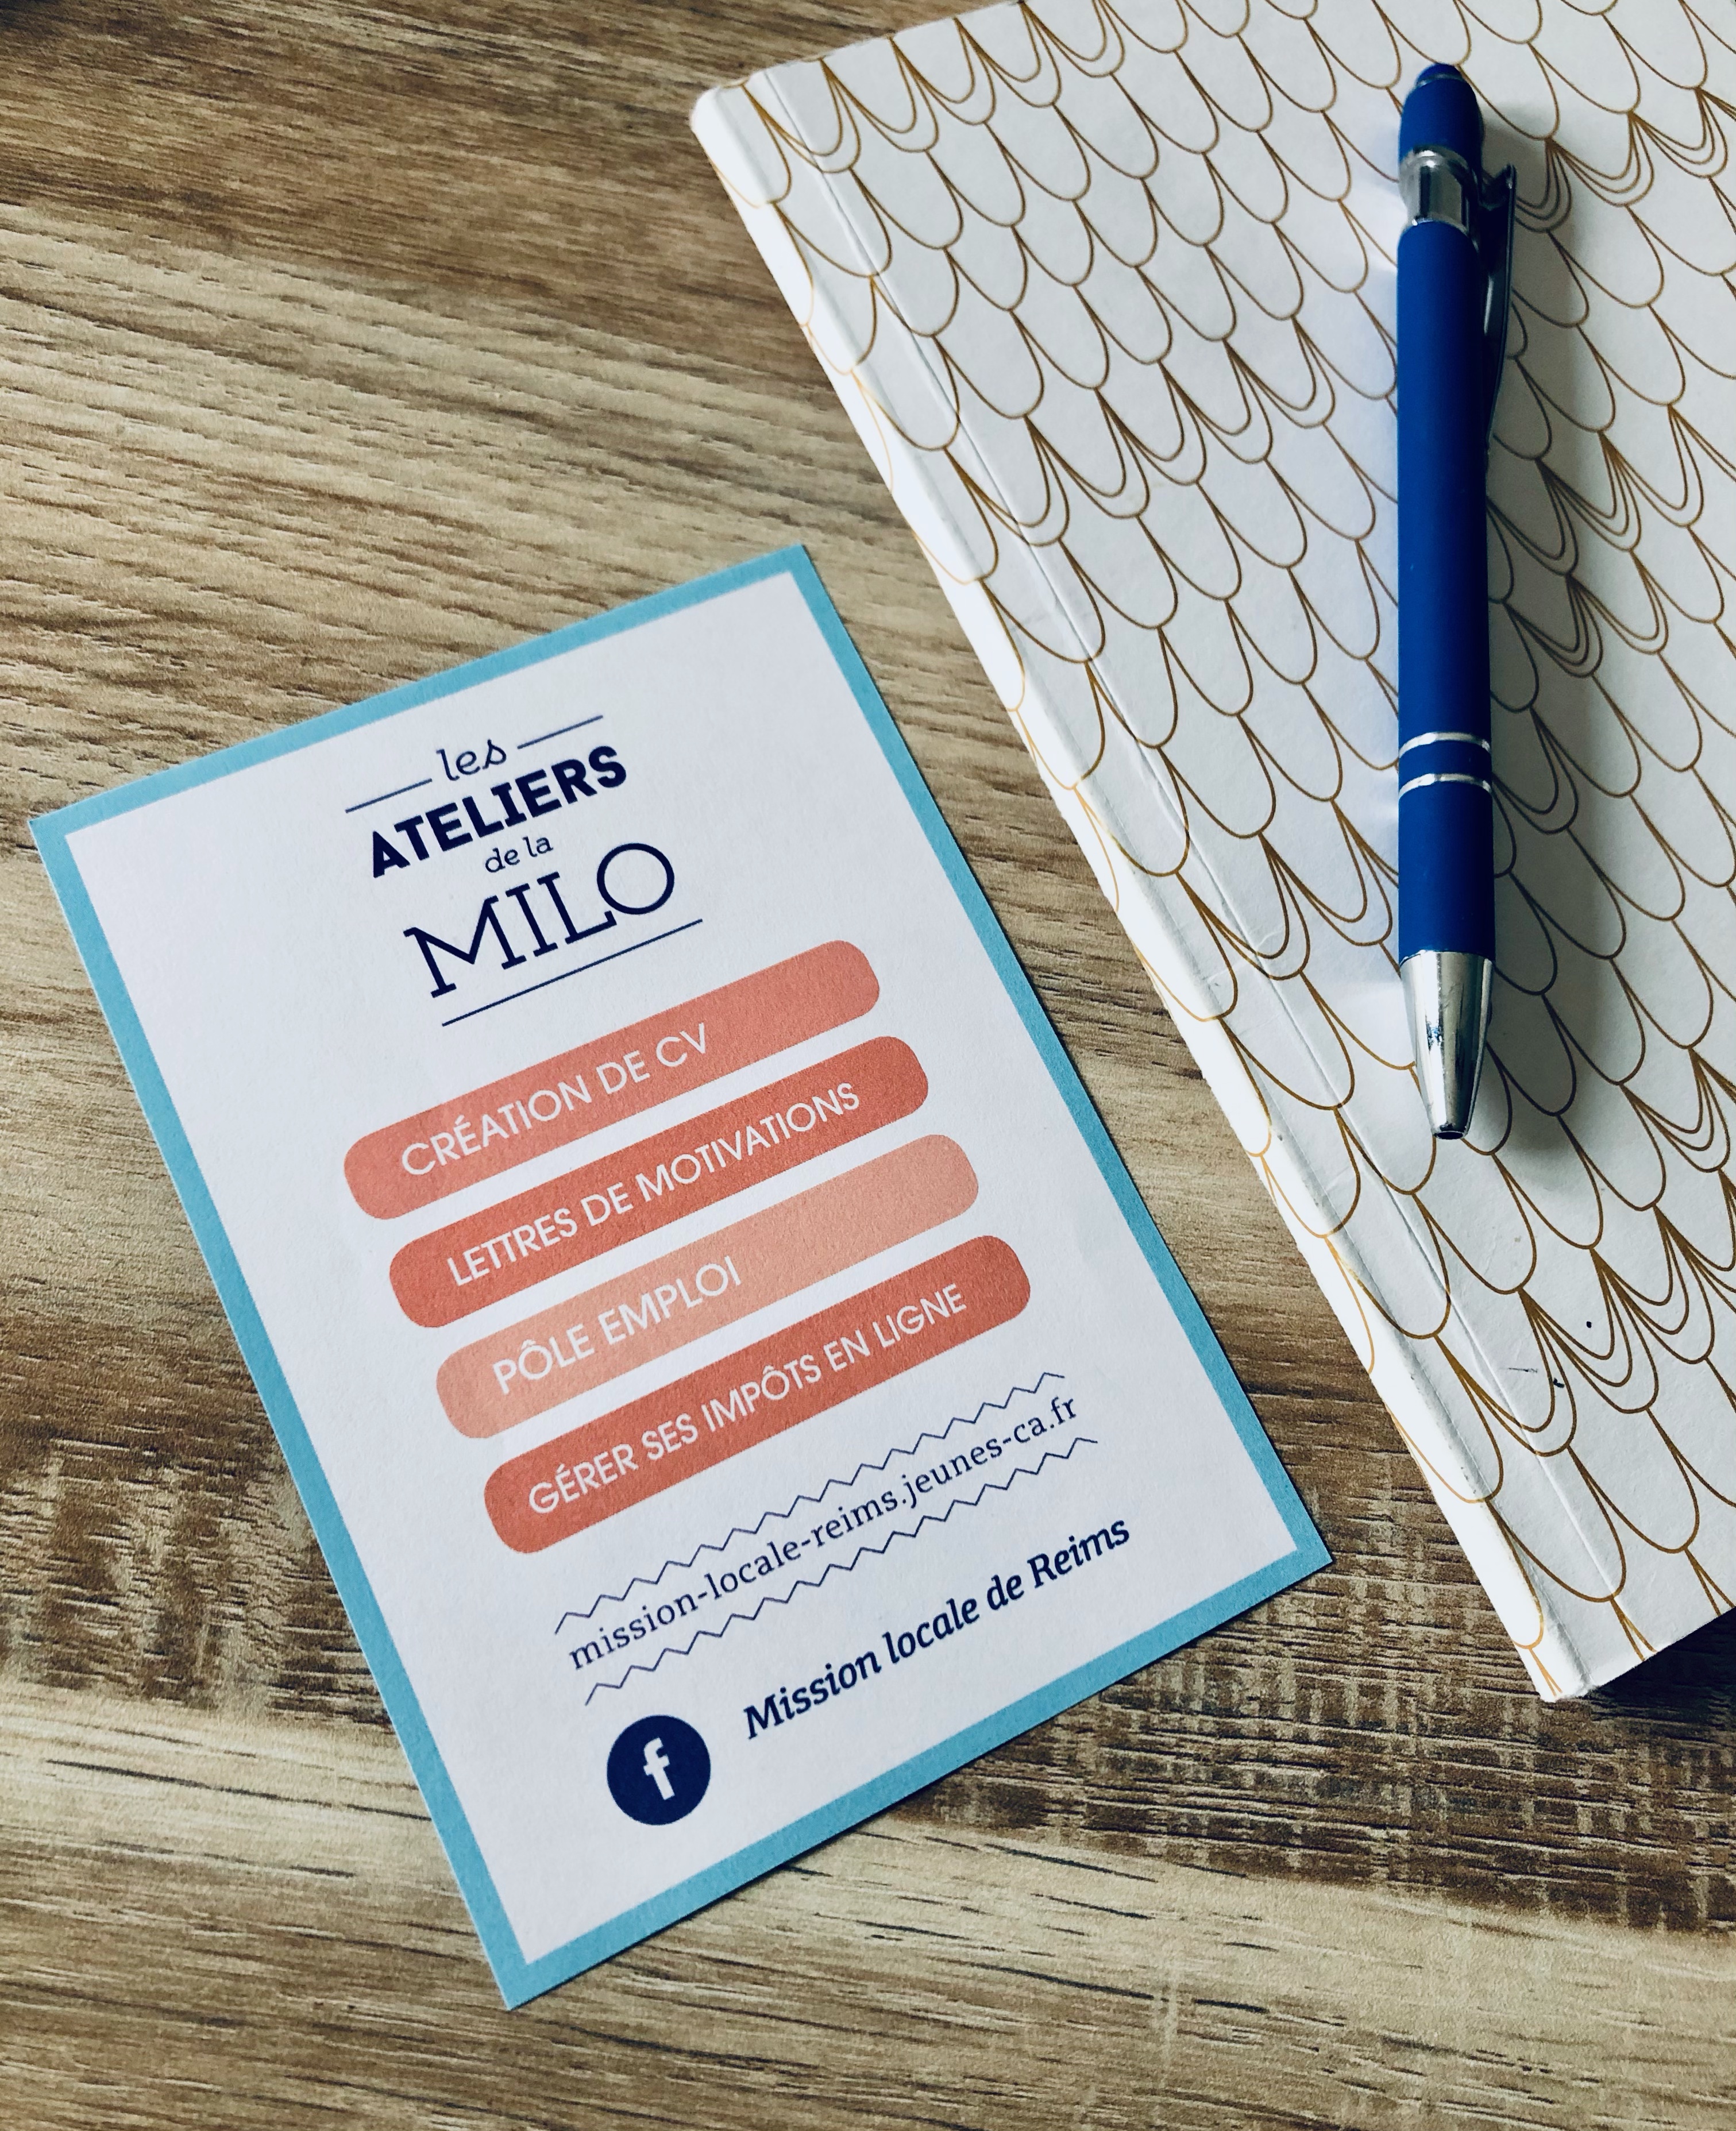 les
ATELIERS
de la
MILO
CRÉATION DE CV
LETTRES DE MOTIVATIONS
PÔLE EMPLOI
GÉRER SES IMPÔTS EN LIGNE
mission-locale-reims.jeunes-ca.fr
f Mission locale de Reims